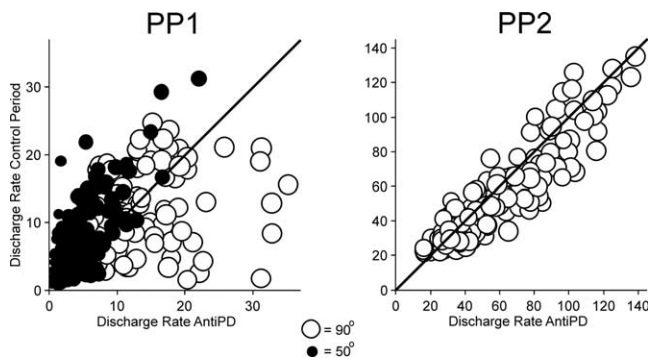 PP1
PP2
Discharge Rate Control Period
30
20
10
0
0 10 20 30
Discharge Rate AntiPD
140
120
100
80
60
40
20
0
0 20 40 60 80 100 120 140
Discharge Rate AntiPD
= 90°
= 50°